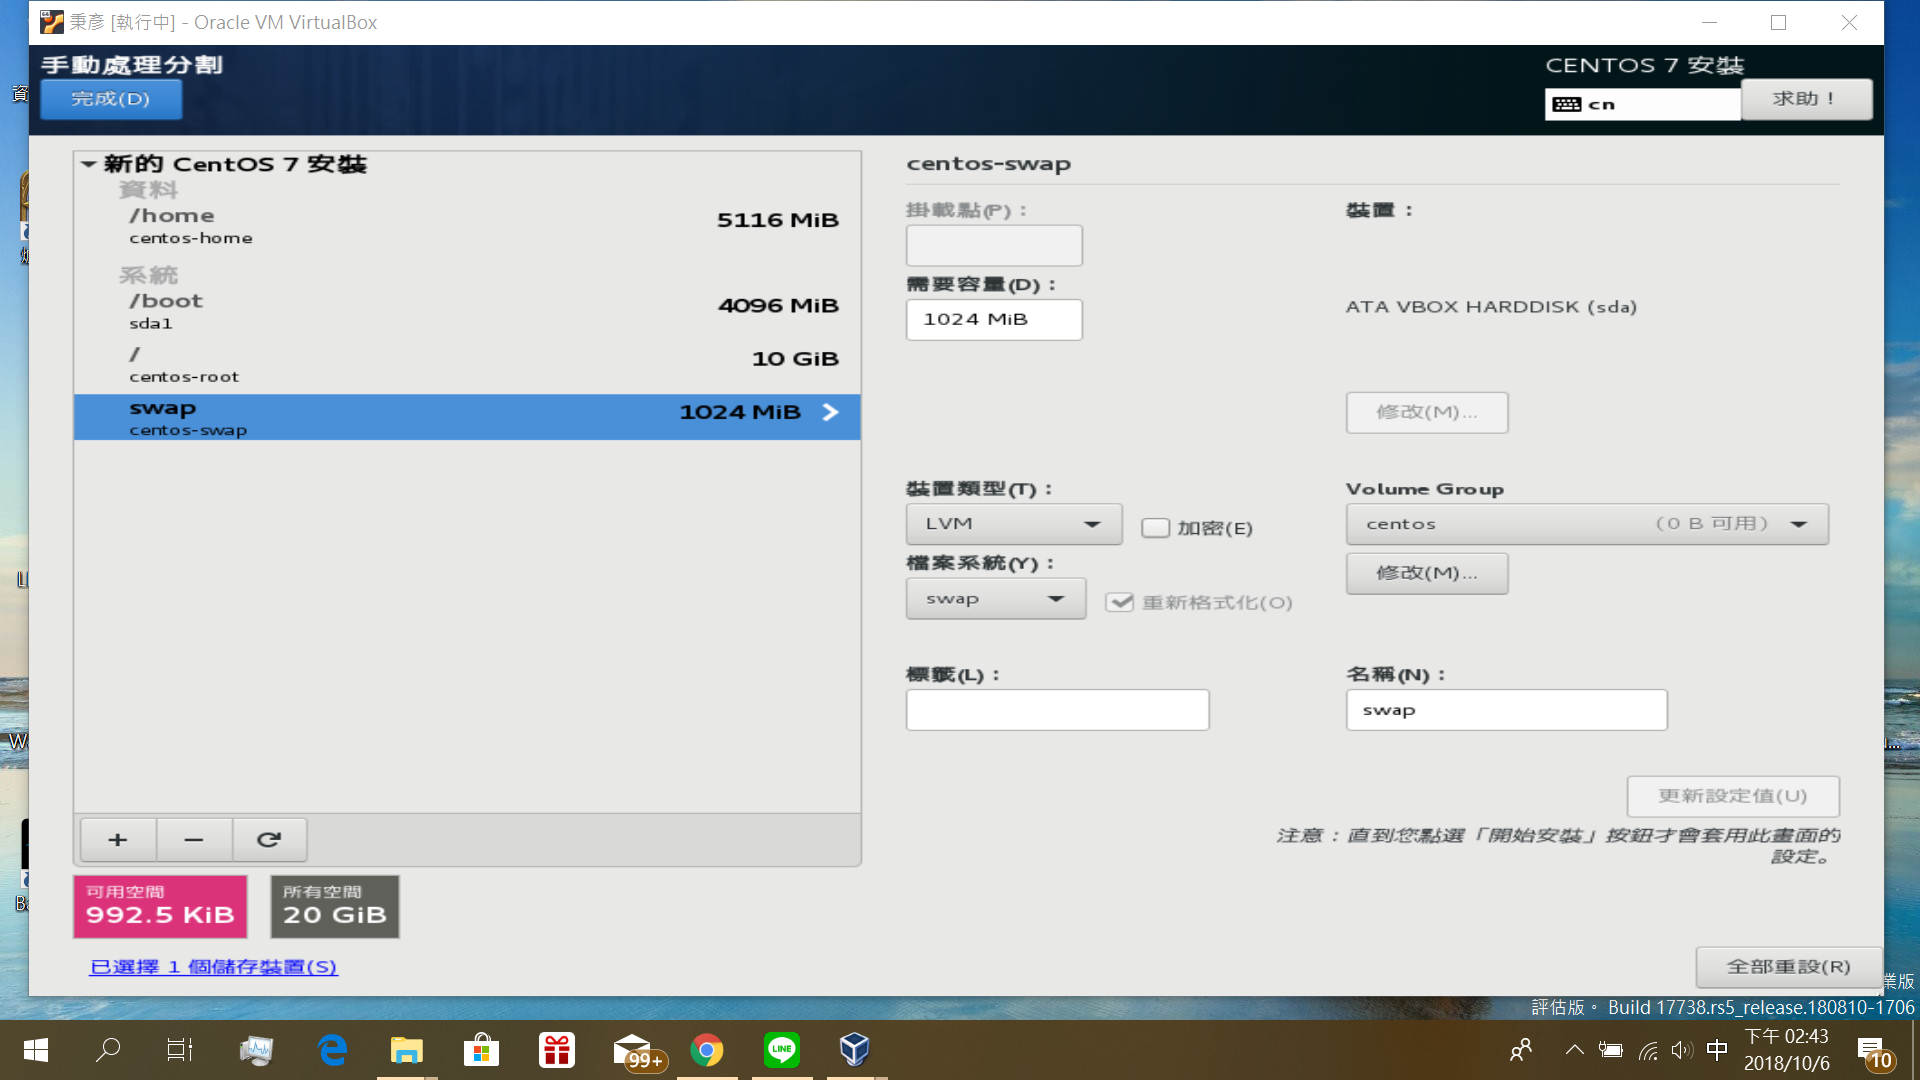 秉彥 [執行中] - Oracle VM VirtualBox
手動處理分割
完成(D)
CENTOS 7 安裝
cn
求助！
新的 CentOS 7 安裝
資料
/home
5116 MiB
centos-home
系統
/boot
4096 MiB
sda1
/
10 GiB
centos-root
swap
1024 MiB
centos-swap
可用空間
992.5 KiB
所有空間
20 GiB
已選擇 1 個儲存裝置(S)
centos-swap
掛載點(P)：
裝置：
需要容量(D)：
1024 MiB
ATA VBOX HARDDISK (sda)
修改(M)...
裝置類型(T)：
Volume Group
LVM
加密(E)
centos
(0 B 可用)
檔案系統(Y)：
修改(M)...
swap
重新格式化(O)
標籤(L)：
名稱(N)：
swap
更新設定值(U)
注意：直到您點選「開始安裝」按鈕才會套用此畫面的
設定。
全部重設(R)
業版
評估版。 Build 17738.rs5_release.180810-1706
99+
LINE
中
下午 02:43
2018/10/6
10